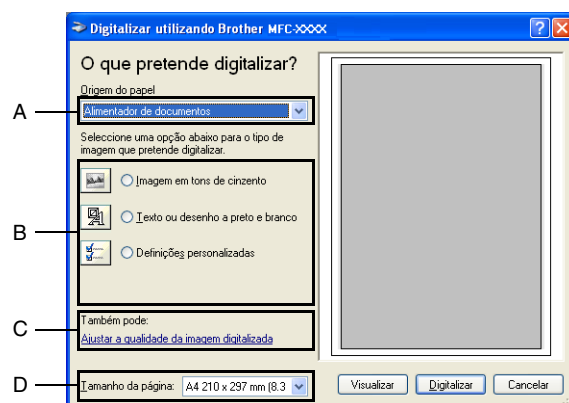 Digitalizar utilizando Brother MFC-XXXX
O que pretende digitalizar?
Origem do papel
A
Alimentador de documentos
Seleccione uma opção abaixo para o tipo de
imagem que pretende digitalizar.
B
Imagem em tons de cinzento
Texto ou desenho a preto e branco
Definições personalizadas
C
Também pode:
Ajustar a qualidade da imagem digitalizada
D
Tamanho da página: A4 210 x 297 mm (8.3
Visualizar Digitalizar Cancelar